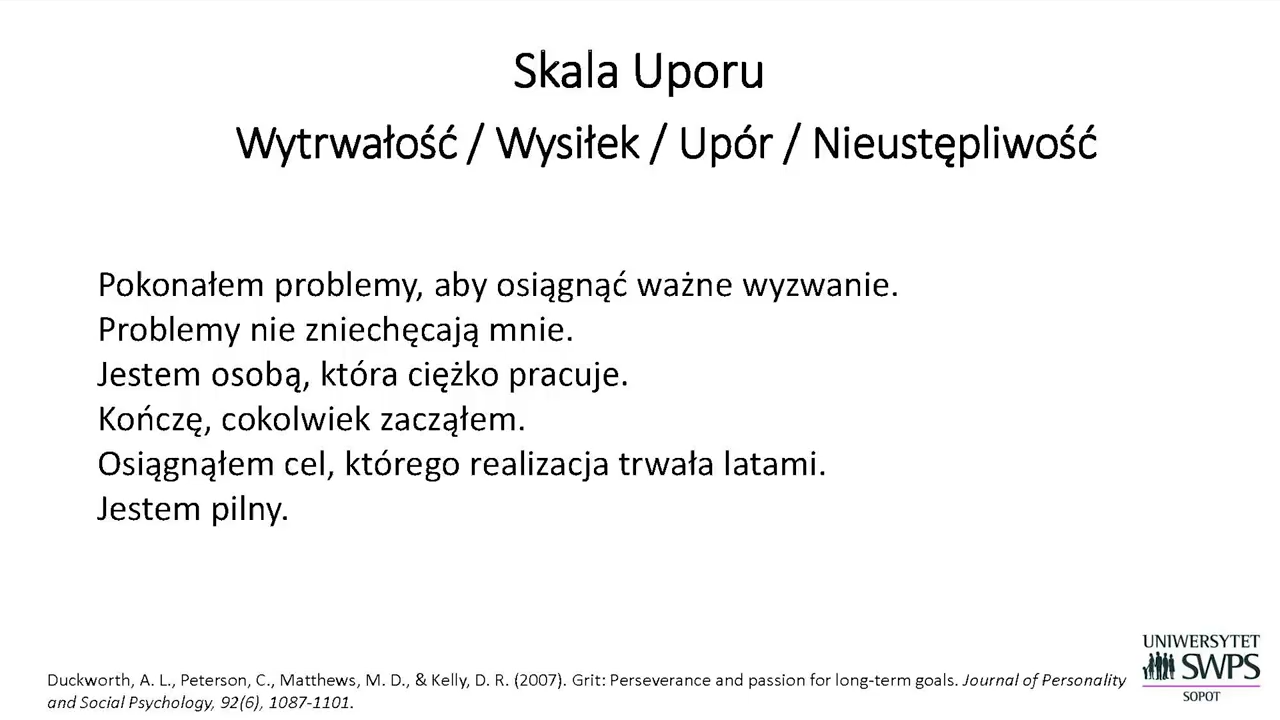 Skala Uporu
Wytrwałość / Wysiłek / Upór / Nieustępliwość
Pokonałem problemy, aby osiągnąć ważne wyzwanie.
Problemy nie zniechęcają mnie.
Jestem osobą, która ciężko pracuje.
Kończę, cokolwiek zacząłem.
Osiągnąłem cel, którego realizacja trwała latami.
Jestem pilny.
Duckworth, A. L., Peterson, C., Matthews, M. D., & Kelly, D. R. (2007). Grit: Perseverance and passion for long-term goals. Journal of Personality
and Social Psychology, 92(6), 1087-1101.
UNIWERSYTET
SWPS
SOPOT